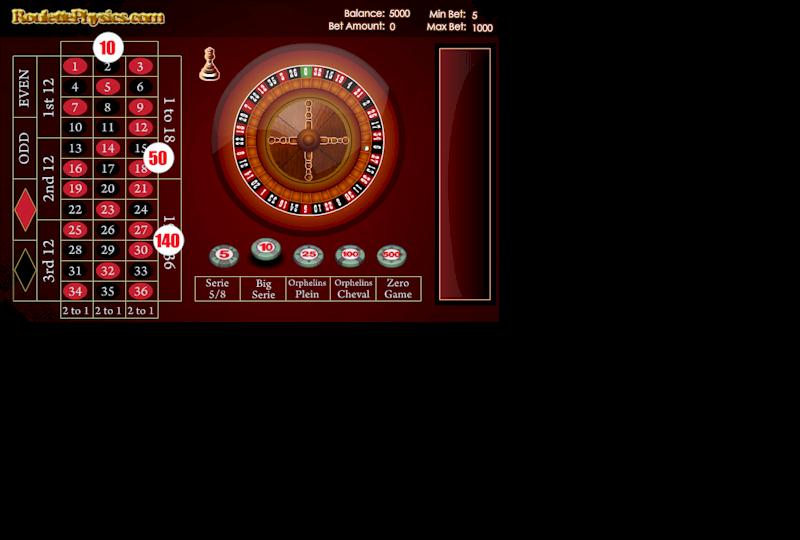 RoulettePhysics.com
Balance: 5000
Min Bet: 5
Bet Amount: 0
Max Bet: 1000
10
1 2 3
4 5 6
7 8 9
10 11 12
13 14 15
16 17 18
19 20 21
22 23 24
25 26 27
28 29 30
31 32 33
34 35 36
2 to 1 2 to 1 2 to 1
EVEN
ODD
1st 12
2nd 12
3rd 12
1 to 18
50
140
5 10 25 100 500
Serie 5/8
Big Serie
Orphelins Plein
Orphelins Cheval
Zero Game